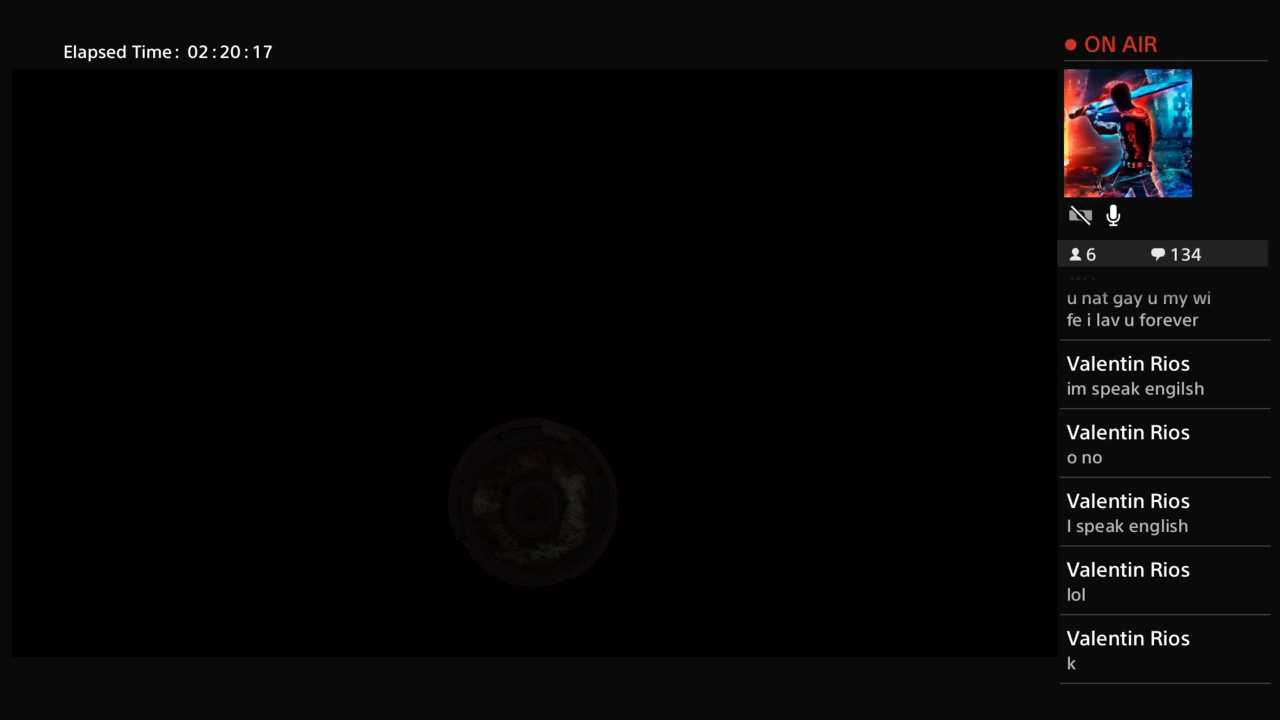 Elapsed Time: 02:20:17
ON AIR
6 134
u nat gay u my wi
fe i lav u forever
Valentin Rios
im speak engilsh
Valentin Rios
o no
Valentin Rios
I speak english
Valentin Rios
lol
Valentin Rios
k